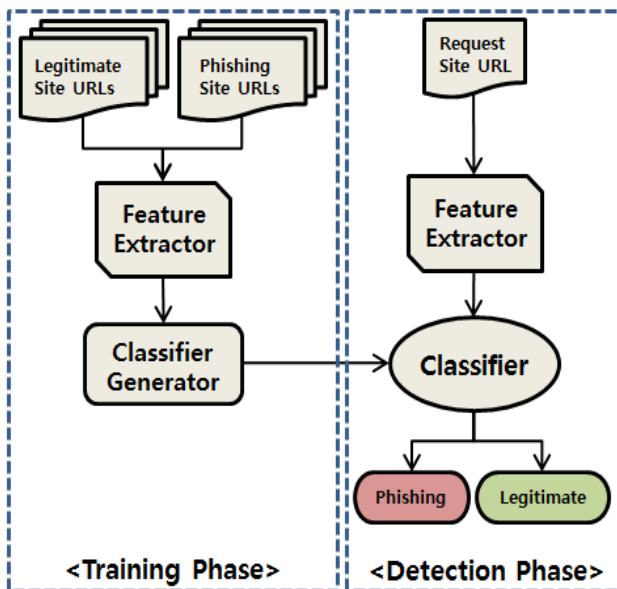 Legitimate
Site URLs
Phishing
Site URLs
Feature
Extractor
Classifier
Generator
<Training Phase>
Request
Site URL
Feature
Extractor
Classifier
Phishing
Legitimate
<Detection Phase>